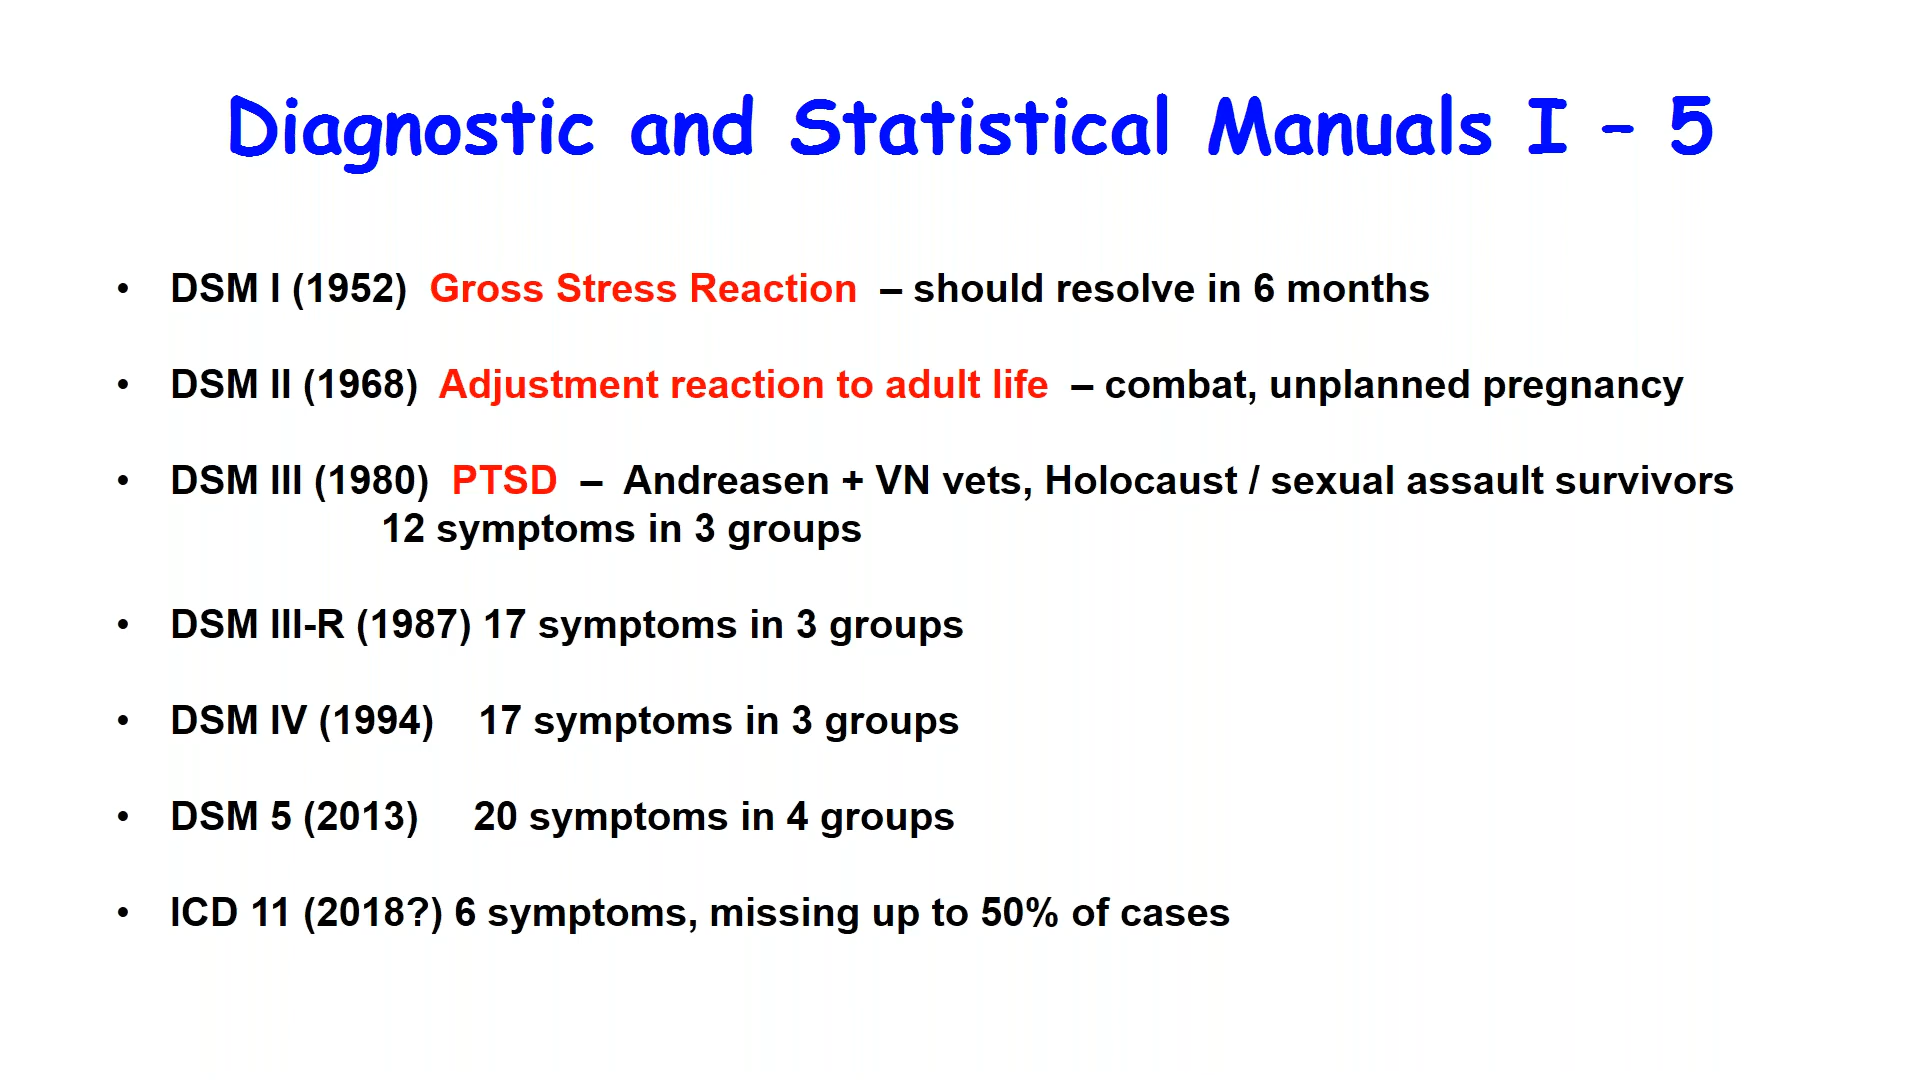 Diagnostic and Statistical Manuals I – 5
• DSM I (1952) Gross Stress Reaction – should resolve in 6 months
• DSM II (1968) Adjustment reaction to adult life – combat, unplanned pregnancy
• DSM III (1980) PTSD – Andreasen + VN vets, Holocaust / sexual assault survivors
12 symptoms in 3 groups
• DSM III-R (1987) 17 symptoms in 3 groups
• DSM IV (1994) 17 symptoms in 3 groups
• DSM 5 (2013) 20 symptoms in 4 groups
• ICD 11 (2018?) 6 symptoms, missing up to 50% of cases